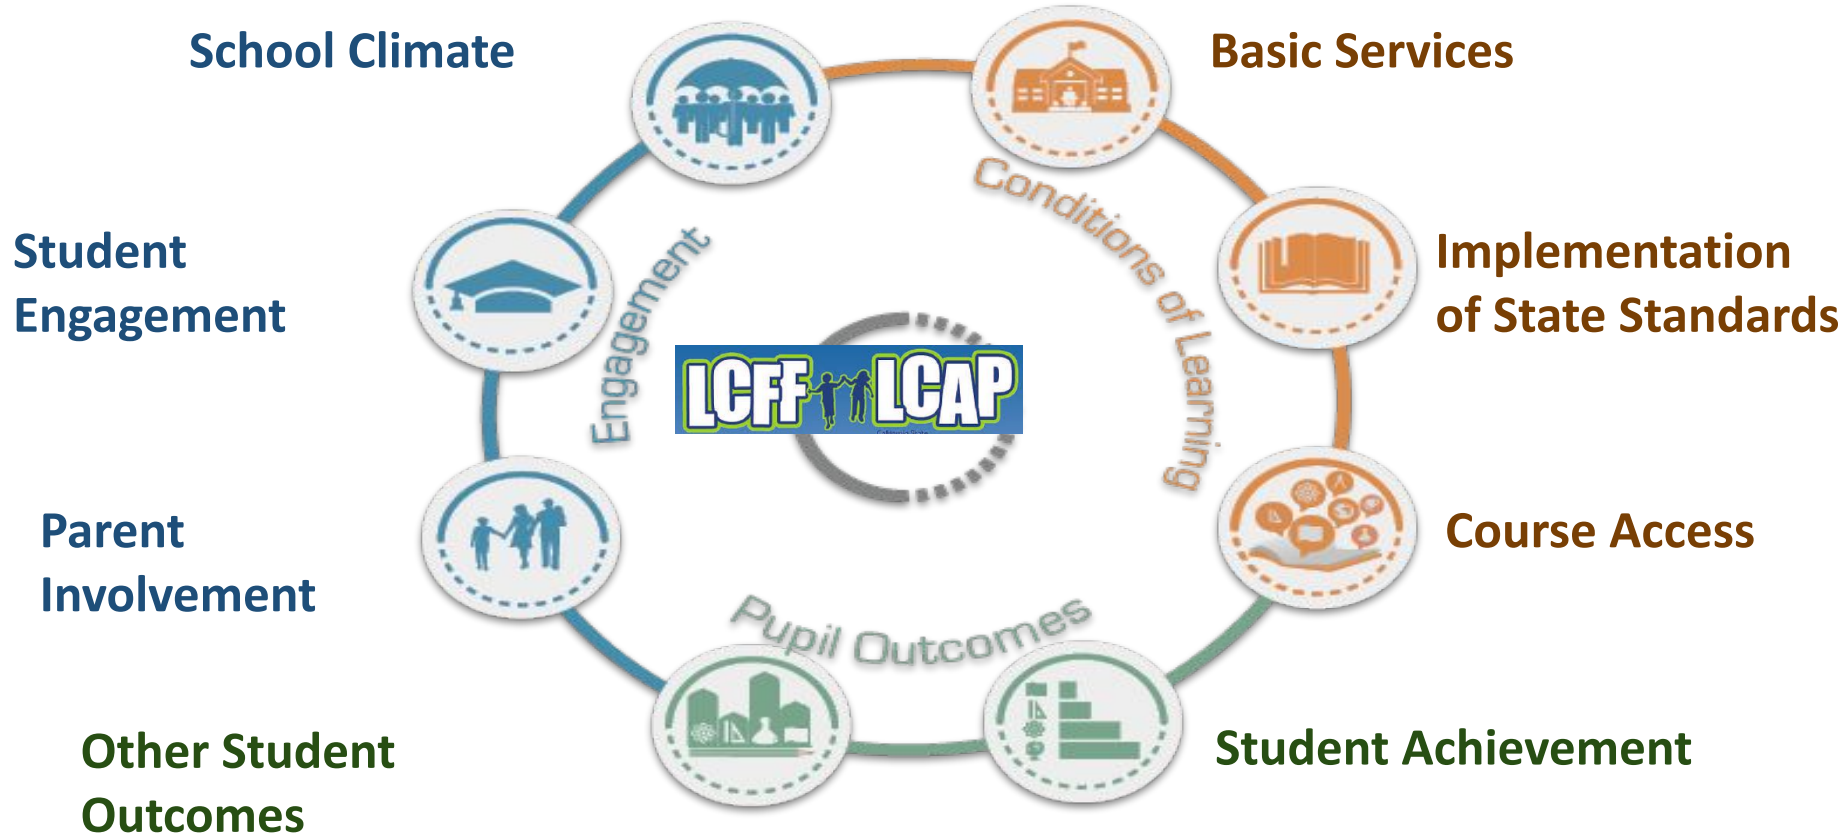 School Climate
Basic Services
Conditions of Learning
Engagement
Student
Engagement
Implementation
of State Standards
LCFF LCAP
Parent
Involvement
Course Access
Pupil Outcomes
Other Student
Outcomes
Student Achievement